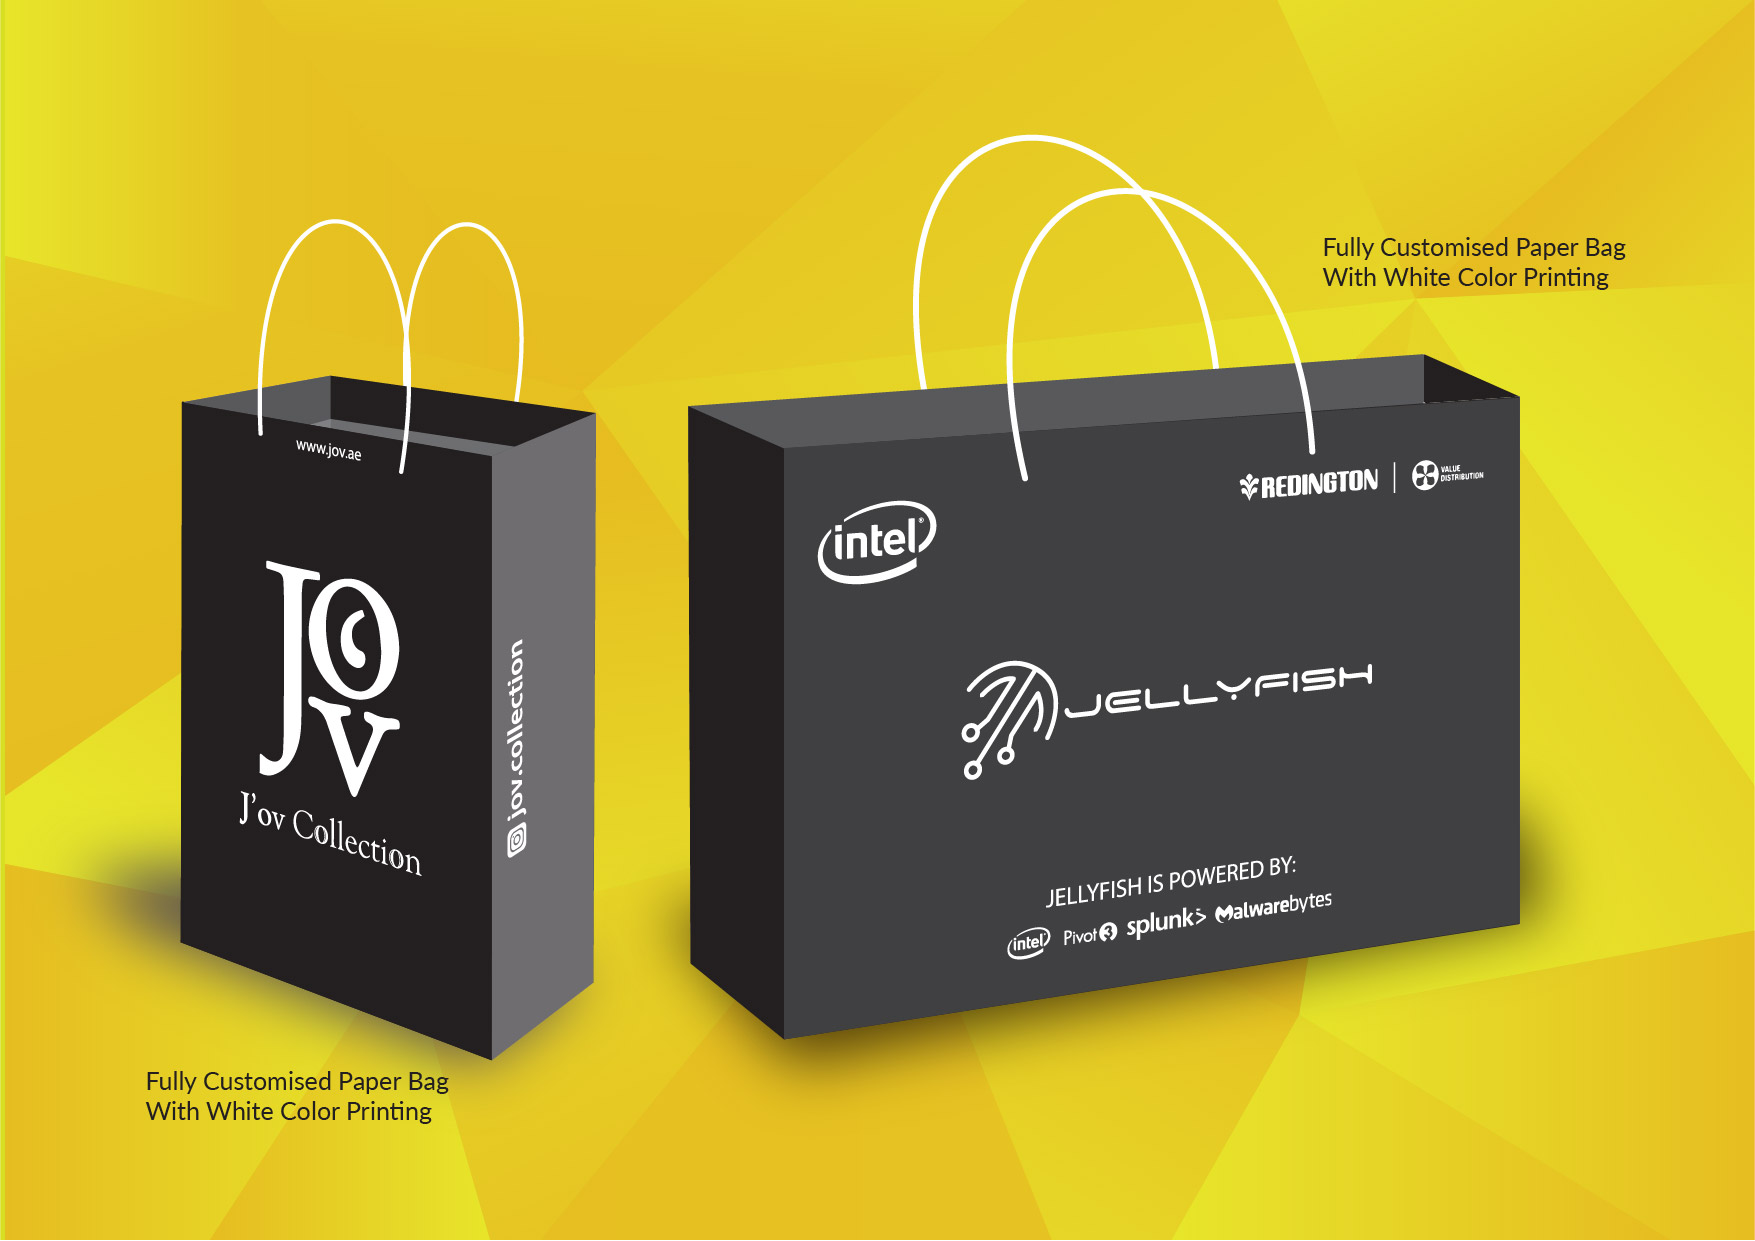 Fully Customised Paper Bag
With White Color Printing
www.jov.ae
Jov
J'ov Collection
jov.collection
Fully Customised Paper Bag
With White Color Printing
intel®
REDINGTON
VALUE
DISTRIBUTION
JELLYFISH
JELLYFISH IS POWERED BY:
intel Pivot3 splunk> Malwarebytes